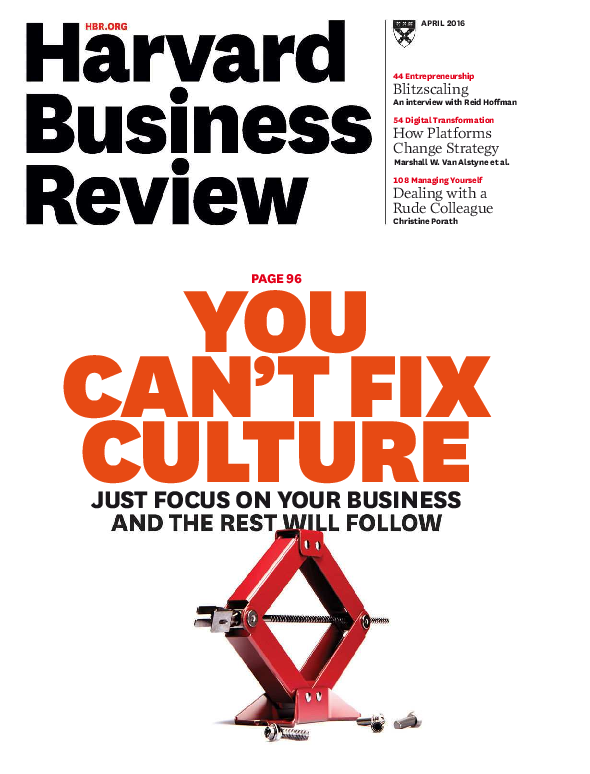 HBR.ORG
Harvard
Business
Review
APRIL 2016
44 Entrepreneurship
Blitzscaling
An interview with Reid Hoffman
54 Digital Transformation
How Platforms
Change Strategy
Marshall W. Van Alstyne et al.
108 Managing Yourself
Dealing with a
Rude Colleague
Christine Porath
PAGE 96
YOU
CAN'T FIX
CULTURE
JUST FOCUS ON YOUR BUSINESS
AND THE REST WILL FOLLOW